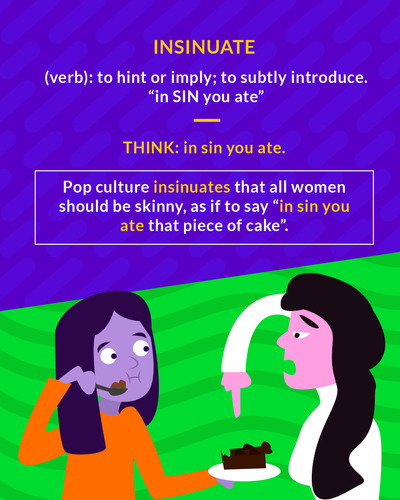 INSINUATE
(verb): to hint or imply; to subtly introduce.
“in SIN you ate”
THINK: in sin you ate.
Pop culture insinuates that all women
should be skinny, as if to say “in sin you
ate that piece of cake”.